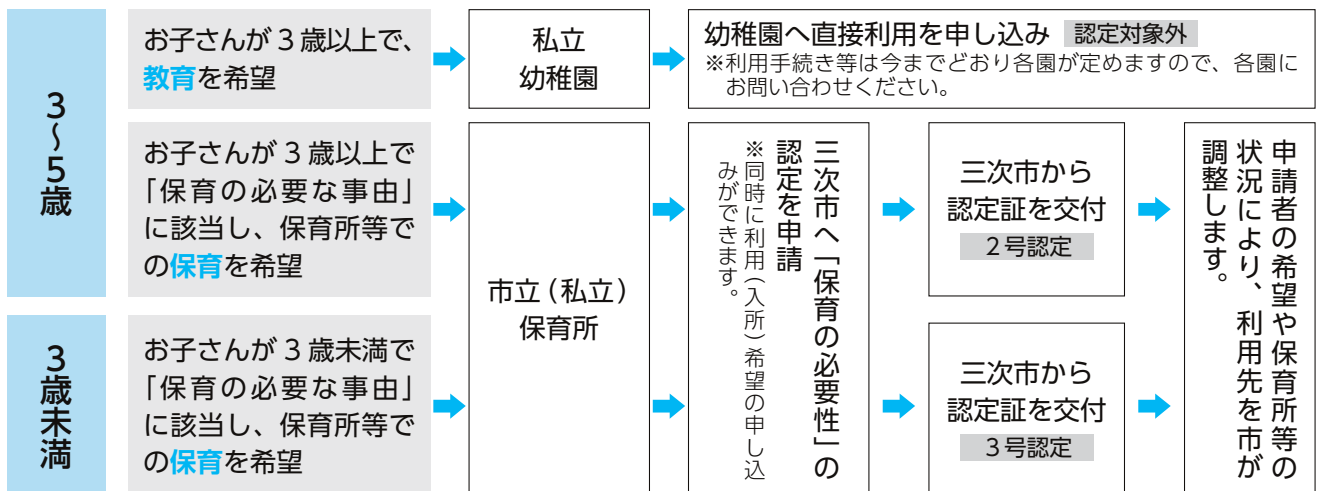 3～5歳
お子さんが3歳以上で、
教育を希望
私立
幼稚園
幼稚園へ直接利用を申し込み 認定対象外
※利用手続き等は今までどおり各園が定めますので、各園に
お問い合わせください。
お子さんが3歳以上で
「保育の必要な事由」
に該当し、保育所等で
の保育を希望
3歳未満
お子さんが3歳未満で
「保育の必要な事由」
に該当し、保育所等で
の保育を希望
市立（私立）
保育所
三次市へ「保育の必要性」の
認定を申請
※同時に利用（入所）希望の申し込
みができます。
三次市から
認定証を交付
2号認定
三次市から
認定証を交付
3号認定
申請者の希望や保育所等の
状況により、利用先を市が
調整します。